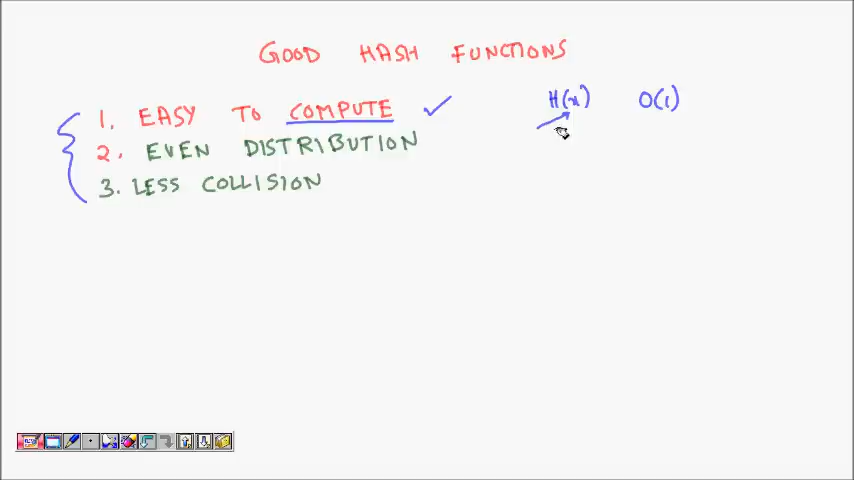 GOOD HASH FUNCTIONS
1. EASY TO COMPUTE ✓ H(x) O(1)
2. EVEN DISTRIBUTION
3. LESS COLLISION